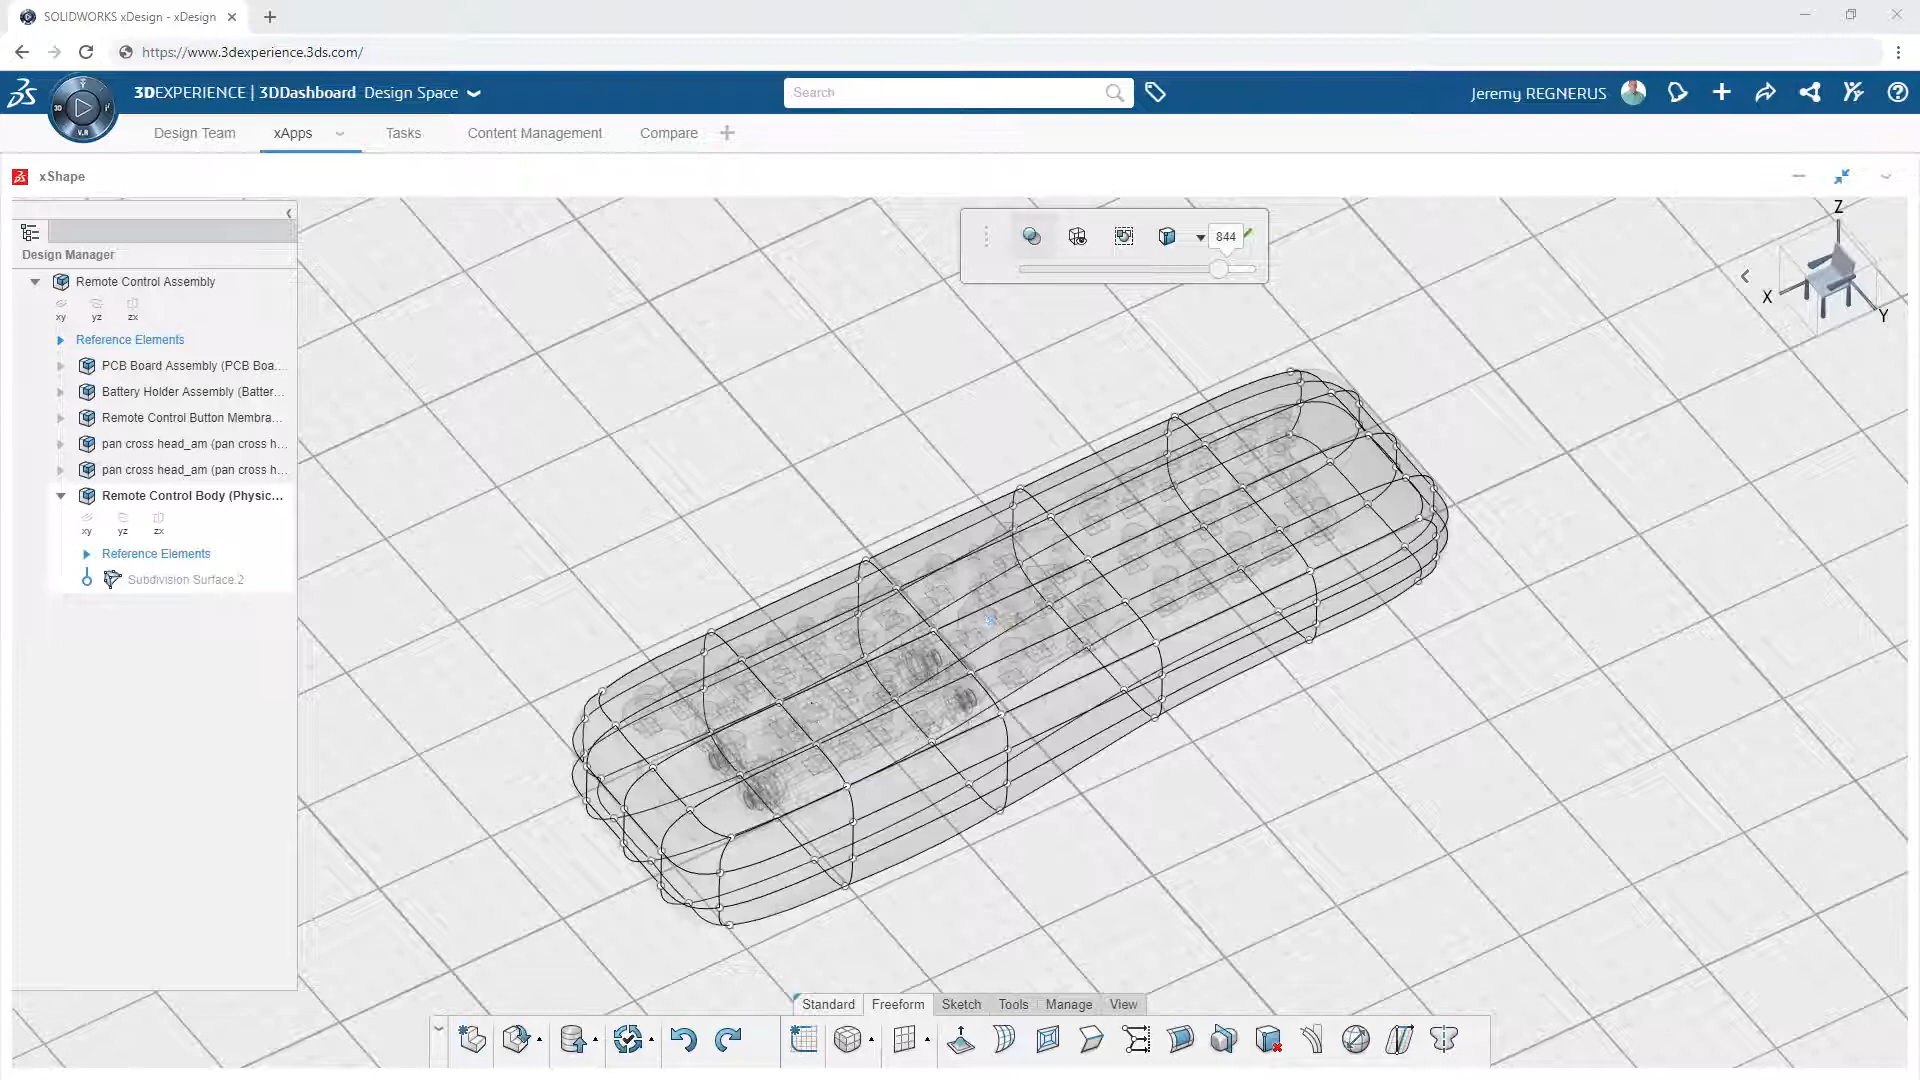 SOLIDWORKS xDesign - xDesign
https://www.3dexperience.3ds.com/
3DEXPERIENCE | 3DDashboard Design Space
Search
Jeremy REGNERUS
3D
V.R
Design Team
xApps
Tasks
Content Management
Compare
xShape
844
Z
X
Y
Design Manager
Remote Control Assembly
xy yz zx
Reference Elements
PCB Board Assembly (PCB Boa...
Battery Holder Assembly (Batter...
Remote Control Button Membra...
pan cross head_am (pan cross h...
pan cross head_am (pan cross h...
Remote Control Body (Physic...
xy yz zx
Reference Elements
Subdivision Surface.2
Standard Freeform Sketch Tools Manage View